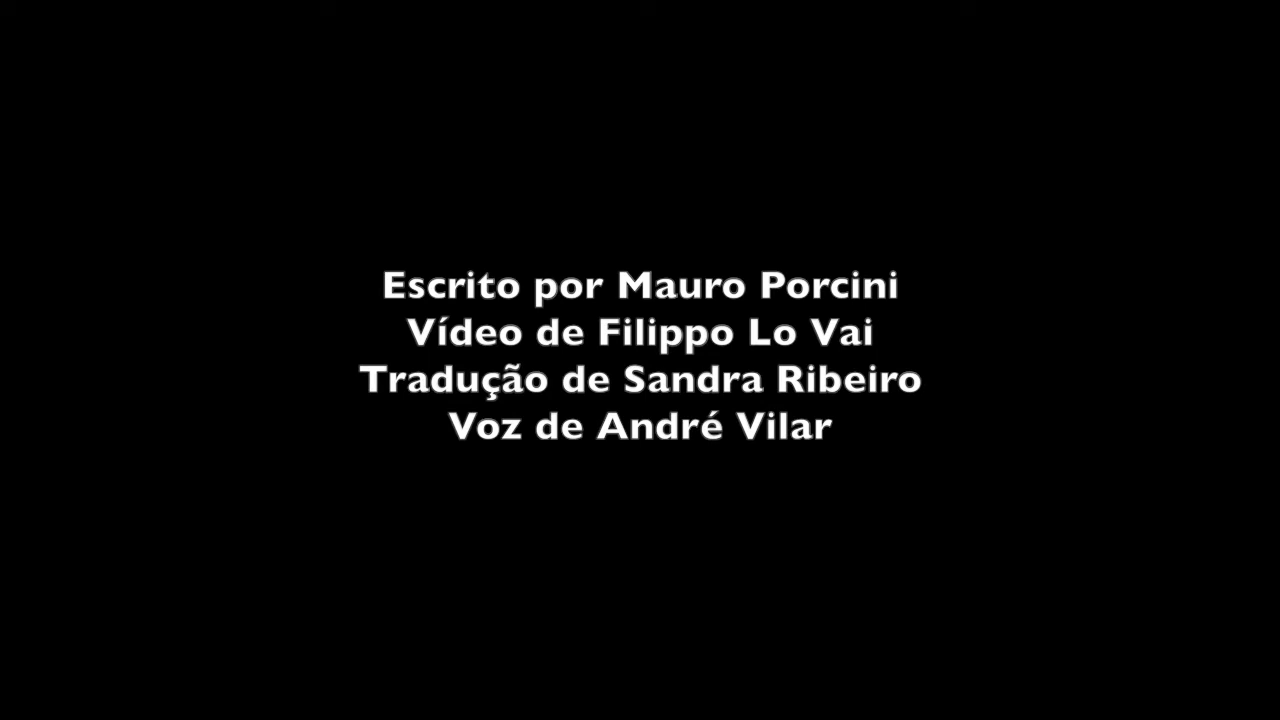 Escrito por Mauro Porcini
Vídeo de Filippo Lo Vai
Tradução de Sandra Ribeiro
Voz de André Vilar